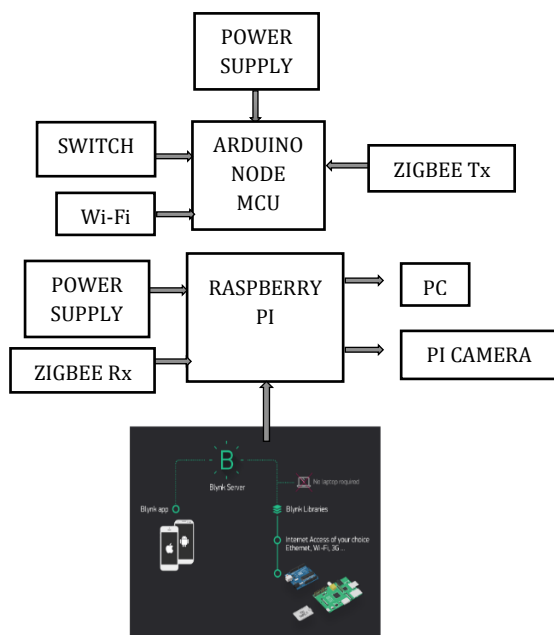 POWER
SUPPLY
SWITCH
ARDUINO
NODE
MCU
ZIGBEE Tx
Wi-Fi
POWER
SUPPLY
RASPBERRY
PI
PC
ZIGBEE Rx
PI CAMERA
B
Blynk Server
No laptop required
Blynk app
Blynk Libraries
Internet Access of your choice
Ethernet, Wi-Fi, 3G ...